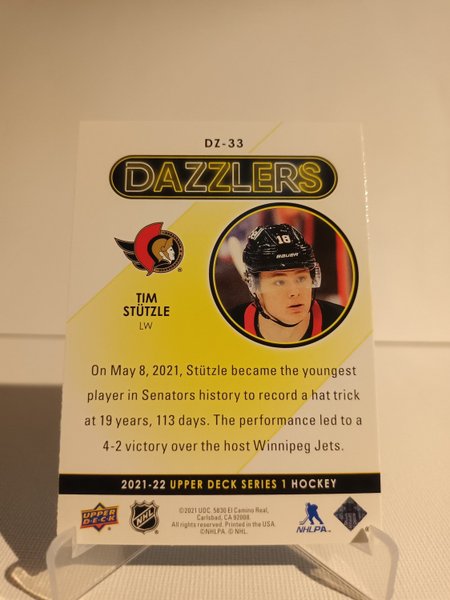 DZ-33
DAZZLERS
18
BAUER
TIM
STÜTZLE
LW
On May 8, 2021, Stützle became the youngest
player in Senators history to record a hat trick
at 19 years, 113 days. The performance led to a
4-2 victory over the host Winnipeg Jets.
2021-22 UPPER DECK SERIES 1 HOCKEY
UPPER DECK
NHL
©2021 UDC. 5830 El Camino Real,
Carlsbad, CA 92008.
All rights reserved. Printed in the USA.
©NHLPA. © NHL.
NHLPA